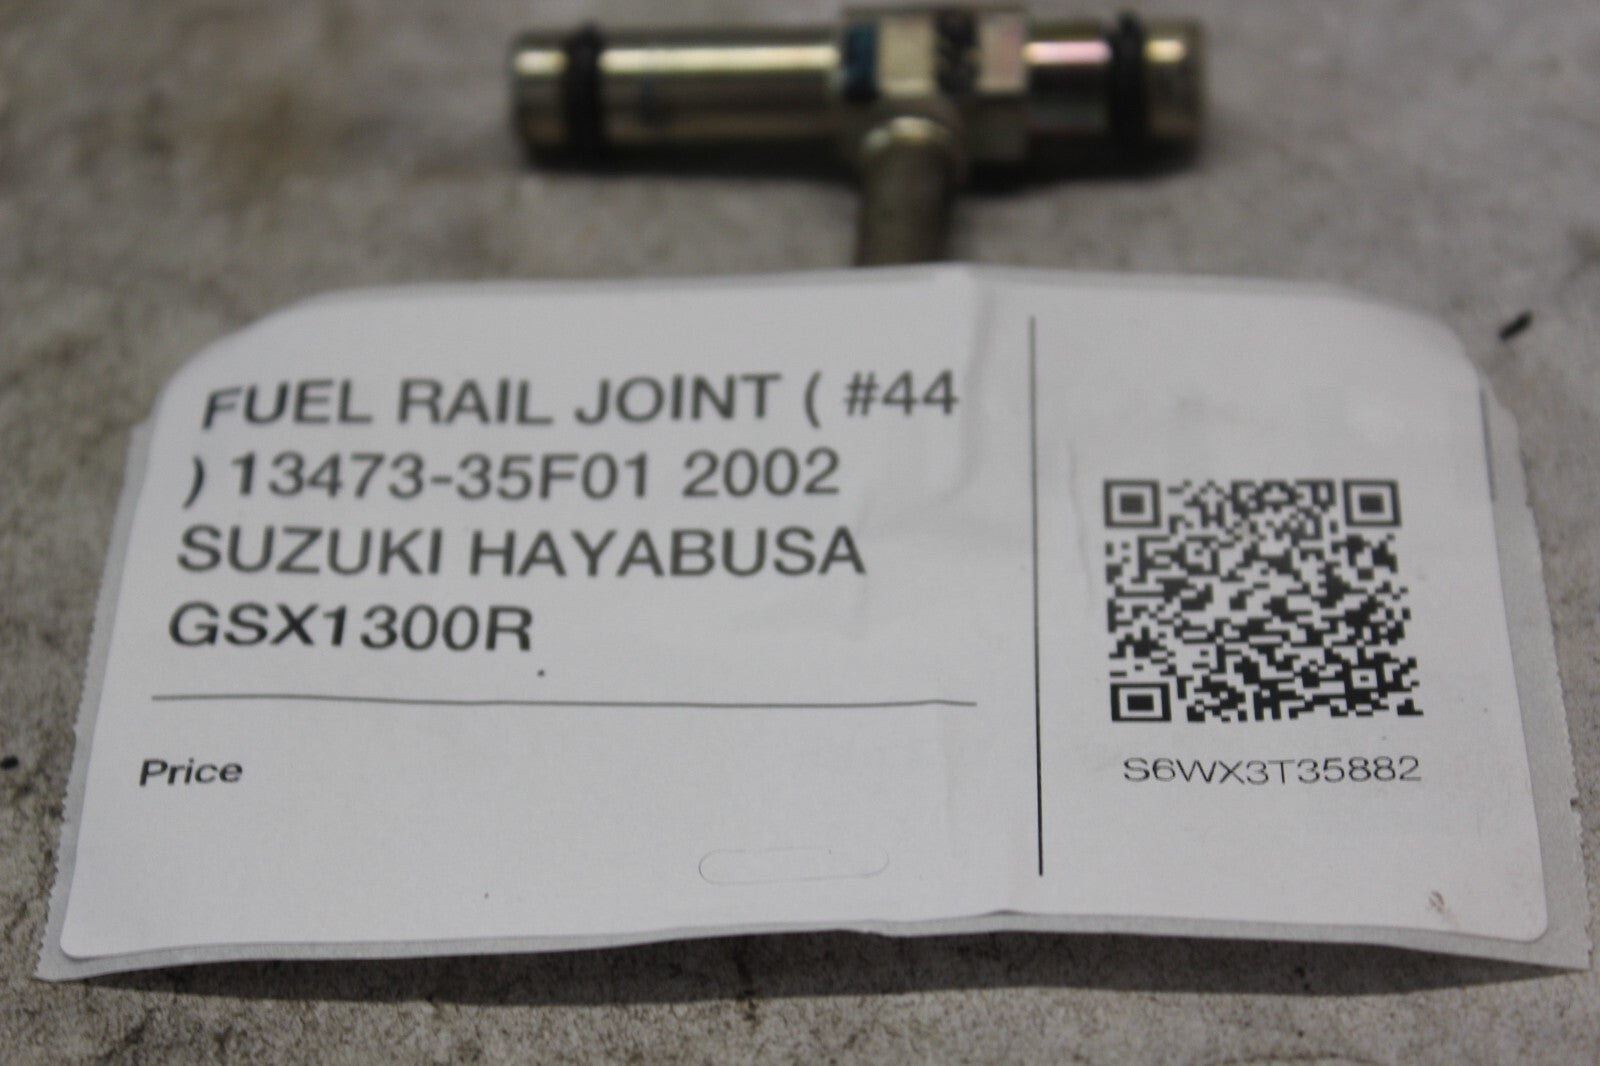 FUEL RAIL JOINT ( #44
) 13473-35F01 2002
SUZUKI HAYABUSA
GSX1300R
Price
S6WX3T35882